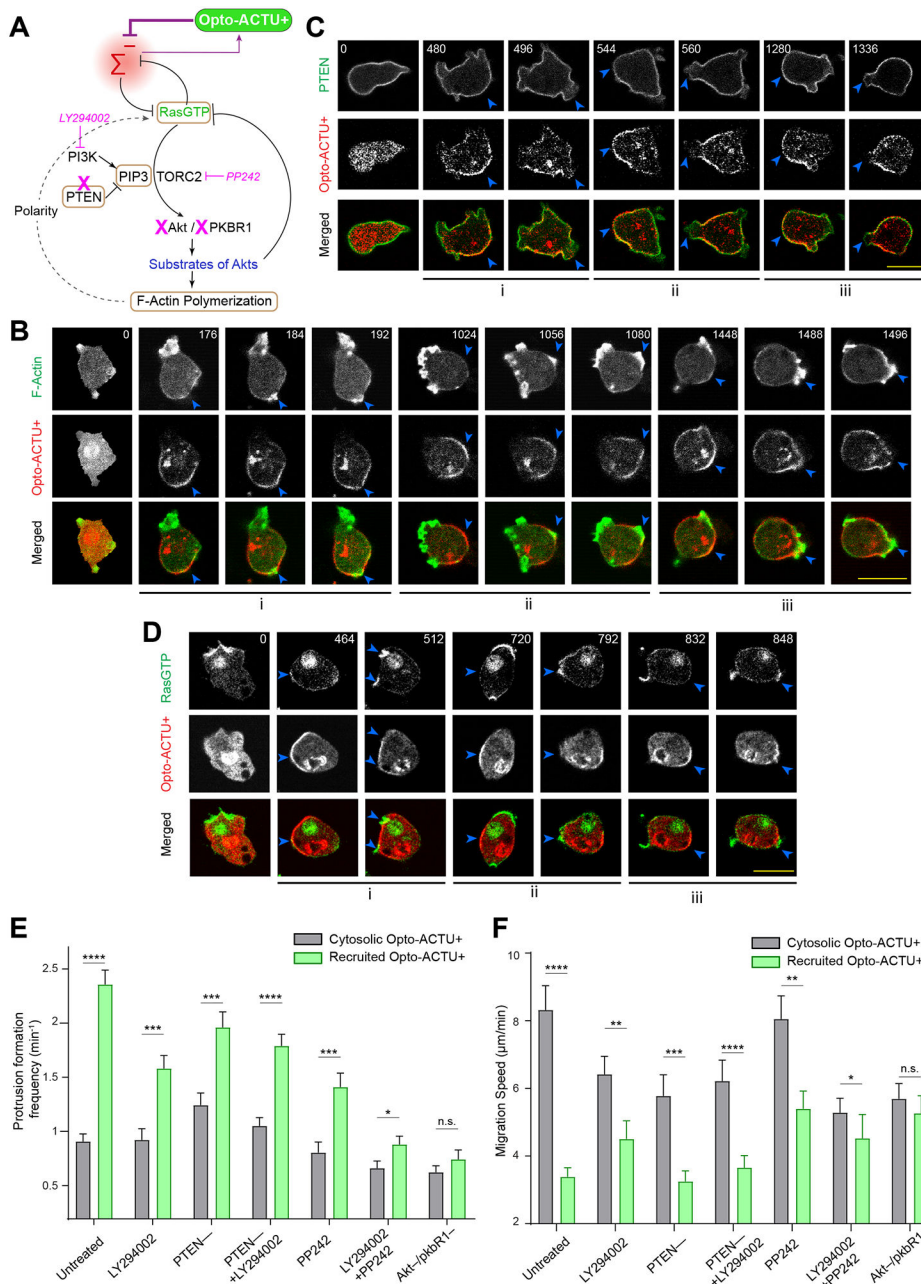 A
Opto-ACTU+
Σ⁻
RasGTP
LY294002
PI3K
PIP3
TORC2
PP242
X
PTEN
Polarity
XAkt /XPKBR1
Substrates of Akts
F-Actin Polymerization
C
0
480
496
544
560
1280
1336
PTEN
Opto-ACTU+
Merged
i
ii
iii
B
0
176
184
192
1024
1056
1080
1448
1488
1496
F-Actin
Opto-ACTU+
Merged
i
ii
iii
D
0
464
512
720
792
832
848
RasGTP
Opto-ACTU+
Merged
i
ii
iii
E
Cytosolic Opto-ACTU+
Recruited Opto-ACTU+
Protrusion formation
frequency (min⁻¹)
2.5
2
1.5
1
0.5
****
***
***
****
***
*
n.s.
Untreated
LY294002
PTEN—
PTEN—
+LY294002
PP242
LY294002
+PP242
Akt–/pkbR1–
F
Cytosolic Opto-ACTU+
Recruited Opto-ACTU+
Migration Speed (μm/min)
8
6
4
2
****
**
***
****
**
*
n.s.
Untreated
LY294002
PTEN—
PTEN—
+LY294002
PP242
LY294002
+PP242
Akt–/pkbR1–